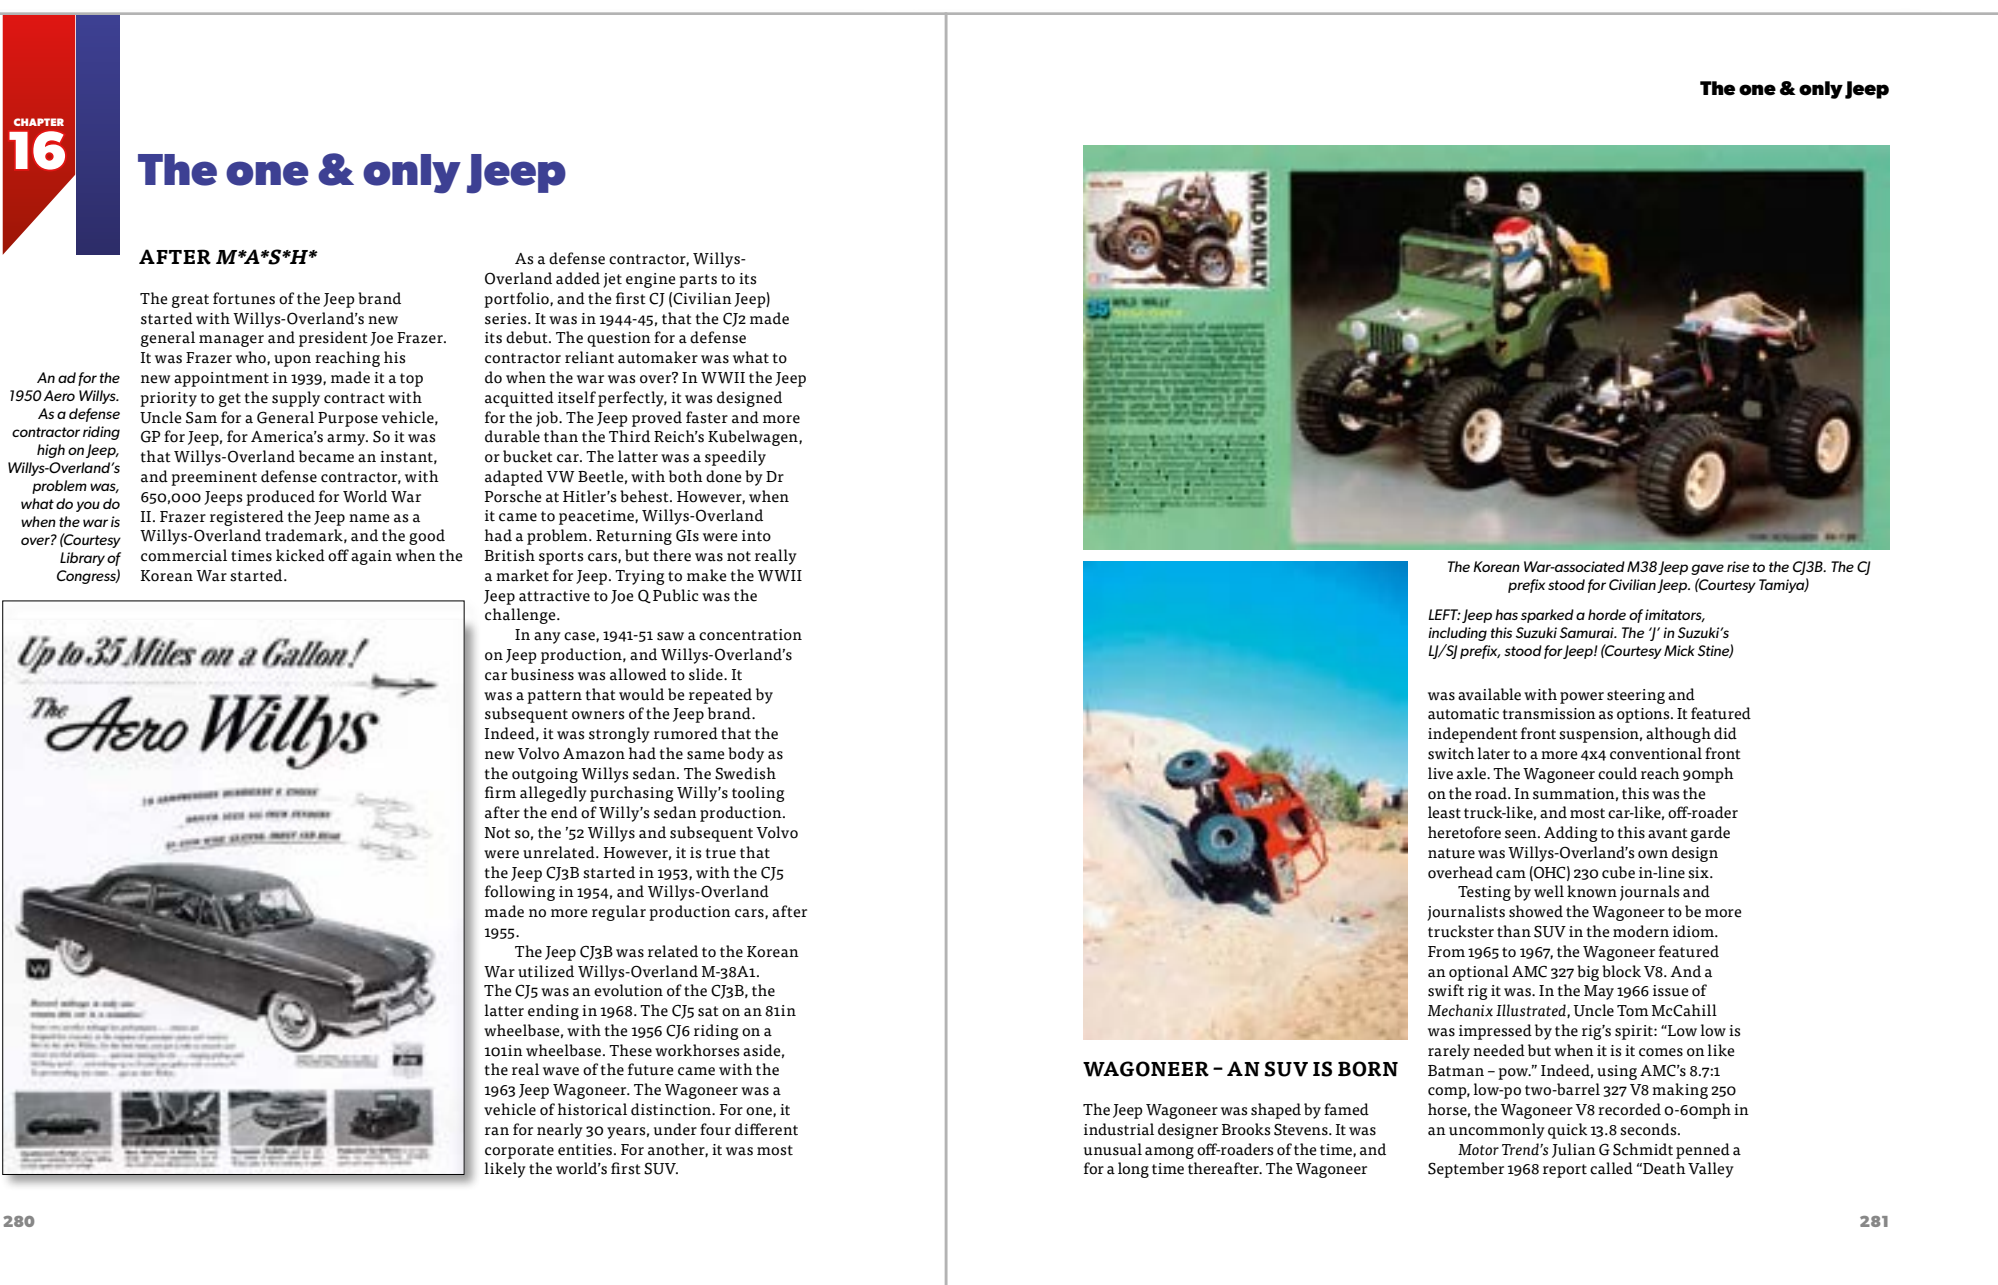 CHAPTER
16
The one & only Jeep
AFTER M*A*S*H*
The great fortunes of the Jeep brand
started with Willys-Overland's new
general manager and president Joe Frazer.
It was Frazer who, upon reaching his
new appointment in 1939, made it a top
priority to get the supply contract with
Uncle Sam for a General Purpose vehicle,
GP for Jeep, for America's army. So it was
that Willys-Overland became an instant,
and preeminent defense contractor, with
650,000 Jeeps produced for World War
II. Frazer registered the Jeep name as a
Willys-Overland trademark, and the good
commercial times kicked off again when the
Korean War started.
An ad for the
1950 Aero Willys.
As a defense
contractor riding
high on Jeep,
Willys-Overland's
problem was,
what do you do
when the war is
over? (Courtesy
Library of
Congress)
Up to 35 Miles on a Gallon!
The Aero Willys
As a defense contractor, Willys-
Overland added jet engine parts to its
portfolio, and the first CJ (Civilian Jeep)
series. It was in 1944-45, that the CJ2 made
its debut. The question for a defense
contractor reliant automaker was what to
do when the war was over? In WWII the Jeep
acquitted itself perfectly, it was designed
for the job. The Jeep proved faster and more
durable than the Third Reich's Kubelwagen,
or bucket car. The latter was a speedily
adapted VW Beetle, with both done by Dr
Porsche at Hitler's behest. However, when
it came to peacetime, Willys-Overland
had a problem. Returning GIs were into
British sports cars, but there was not really
a market for Jeep. Trying to make the WWII
Jeep attractive to Joe Q Public was the
challenge.
In any case, 1941-51 saw a concentration
on Jeep production, and Willys-Overland's
car business was allowed to slide. It
was a pattern that would be repeated by
subsequent owners of the Jeep brand.
Indeed, it was strongly rumored that the
new Volvo Amazon had the same body as
the outgoing Willys sedan. The Swedish
firm allegedly purchasing Willy's tooling
after the end of Willy's sedan production.
Not so, the '52 Willys and subsequent Volvo
were unrelated. However, it is true that
the Jeep CJ3B started in 1953, with the CJ5
following in 1954, and Willys-Overland
made no more regular production cars, after
1955.
The Jeep CJ3B was related to the Korean
War utilized Willys-Overland M-38A1.
The CJ5 was an evolution of the CJ3B, the
latter ending in 1968. The CJ5 sat on an 81in
wheelbase, with the 1956 CJ6 riding on a
101in wheelbase. These workhorses aside,
the real wave of the future came with the
1963 Jeep Wagoneer. The Wagoneer was a
vehicle of historical distinction. For one, it
ran for nearly 30 years, under four different
corporate entities. For another, it was most
likely the world's first SUV.
280
The one & only Jeep
WILD WILLY
35 WILD WILLY
The Korean War-associated M38 Jeep gave rise to the CJ3B. The CJ
prefix stood for Civilian Jeep. (Courtesy Tamiya)
LEFT: Jeep has sparked a horde of imitators,
including this Suzuki Samurai. The 'J' in Suzuki's
LJ/SJ prefix, stood for Jeep! (Courtesy Mick Stine)
WAGONEER – AN SUV IS BORN
The Jeep Wagoneer was shaped by famed
industrial designer Brooks Stevens. It was
unusual among off-roaders of the time, and
for a long time thereafter. The Wagoneer
was available with power steering and
automatic transmission as options. It featured
independent front suspension, although did
switch later to a more 4x4 conventional front
live axle. The Wagoneer could reach 90mph
on the road. In summation, this was the
least truck-like, and most car-like, off-roader
heretofore seen. Adding to this avant garde
nature was Willys-Overland's own design
overhead cam (OHC) 230 cube in-line six.
Testing by well known journals and
journalists showed the Wagoneer to be more
truckster than SUV in the modern idiom.
From 1965 to 1967, the Wagoneer featured
an optional AMC 327 big block V8. And a
swift rig it was. In the May 1966 issue of
Mechanix Illustrated, Uncle Tom McCahill
was impressed by the rig's spirit: "Low low is
rarely needed but when it is it comes on like
Batman – pow." Indeed, using AMC's 8.7:1
comp, low-po two-barrel 327 V8 making 250
horse, the Wagoneer V8 recorded 0-60mph in
an uncommonly quick 13.8 seconds.
Motor Trend's Julian G Schmidt penned a
September 1968 report called "Death Valley
281